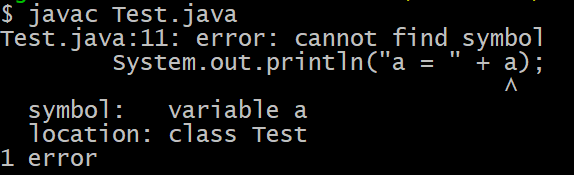 $ javac Test.java
Test.java:11: error: cannot find symbol
        System.out.println("a = " + a);
                                    ^
  symbol:   variable a
  location: class Test
1 error